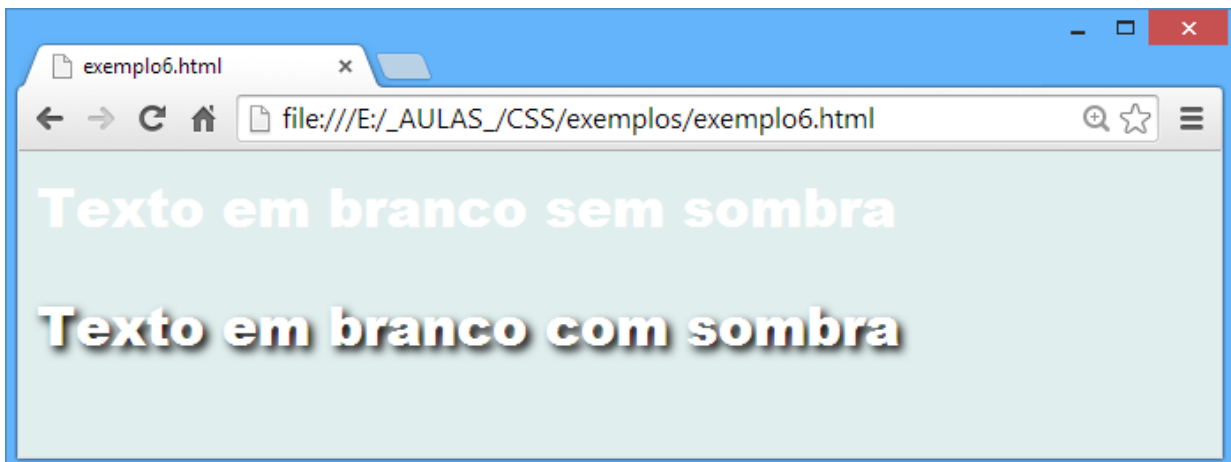 exemplo6.html
file:///E:/_AULAS_/CSS/exemplos/exemplo6.html
Texto em branco sem sombra
Texto em branco com sombra